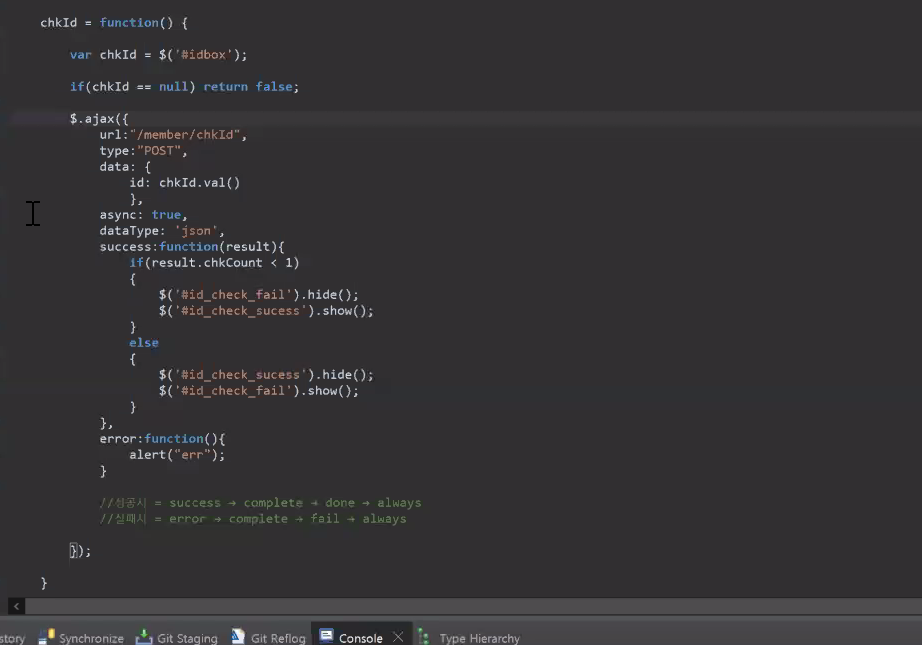 chkId = function() {
var chkId = $('#idbox');
if(chkId == null) return false;
$.ajax({
url:"/member/chkId",
type:"POST",
data: {
id: chkId.val()
},
async: true,
dataType: 'json',
success:function(result){
if(result.chkCount < 1)
{
$('#id_check_fail').hide();
$('#id_check_sucess').show();
}
else
{
$('#id_check_sucess').hide();
$('#id_check_fail').show();
}
},
error:function(){
alert("err");
}
//성공시 = success → complete → done → always
//실패시 = error → complete → fail → always
});
}
story Synchronize Git Staging Git Reflog Console Type Hierarchy